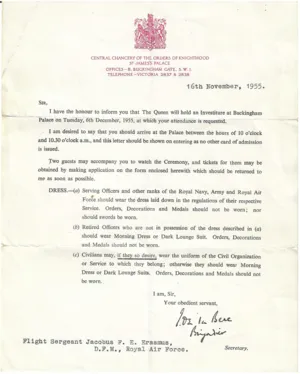 CENTRAL CHANCERY OF THE ORDERS OF KNIGHTHOOD
ST JAMES'S PALACE
OFFICES - 8, BUCKINGHAM GATE, S.W.1.
TELEPHONE - VICTORIA
16th November, 1955.
Sir,
I have the honour to inform you that The Queen will hold an Investiture at Buckingham
Palace on Tuesday, 6th December, 1955, at which your attendance is requested.
I am desired to say that you should arrive at the Palace between the hours of 10 o'clock
and 10.30 o'clock a.m., and this letter should be shown on entering as no other card of admission
is issued.
Two guests may accompany you to watch the Ceremony, and tickets for them may be
obtained by making application on the form enclosed herewith which should be returned to
me as soon as possible.
DRESS.—(a) Serving Officers and other ranks of the Royal Navy, Army and Royal Air
Force should wear the dress laid down in the regulations of their respective
Service. Orders, Decorations and Medals should not be worn; nor
should swords be worn.
(b) Retired Officers who are not in possession of the dress described in (a)
should wear Morning Dress or Dark Lounge Suit. Orders, Decorations
and Medals should not be worn.
(c) Civilians may, if they so desire, wear the uniform of the Civil Organization
or Service to which they belong; otherwise they should wear Morning
Dress or Dark Lounge Suits. Orders, Decorations and Medals should not
be worn.
I am, Sir,
Your obedient servant,
Brigadier
Secretary.
Flight Sergeant Jacobus F. E. Erasmus,
D.F.M., Royal Air Force.